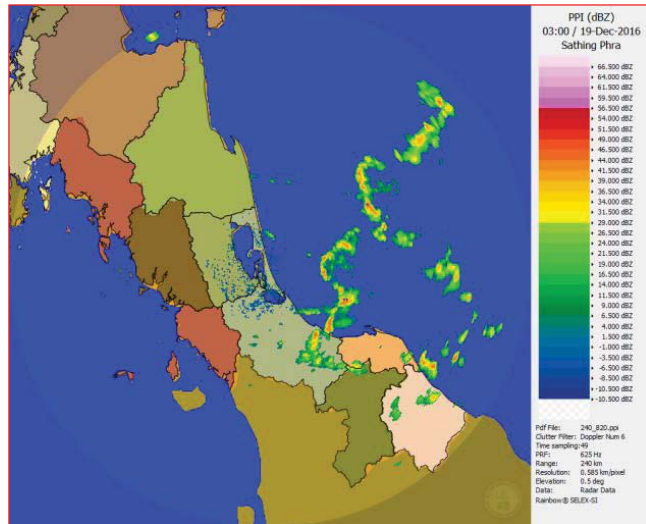 PPI (dBZ)
03:00 / 19-Dec-2016
Sathing Phra
66.500 dBZ
64.000 dBZ
61.500 dBZ
59.500 dBZ
56.500 dBZ
54.000 dBZ
51.500 dBZ
49.000 dBZ
46.500 dBZ
44.000 dBZ
41.500 dBZ
39.000 dBZ
36.500 dBZ
34.000 dBZ
31.500 dBZ
29.000 dBZ
26.500 dBZ
24.000 dBZ
21.500 dBZ
19.000 dBZ
16.500 dBZ
14.000 dBZ
11.500 dBZ
9.000 dBZ
6.500 dBZ
4.000 dBZ
1.500 dBZ
-1.000 dBZ
-3.500 dBZ
-6.000 dBZ
-8.500 dBZ
-10.500 dBZ
-10.500 dBZ
Pdf File: 240_820.ppi
Clutter Filter: Doppler Num 6
Time sampling:49
PRF: 625 Hz
Range: 240 km
Resolution: 0.585 km/pixel
Elevation: 0.5 deg
Data: Radar Data
Rainbow® SELEX-SI